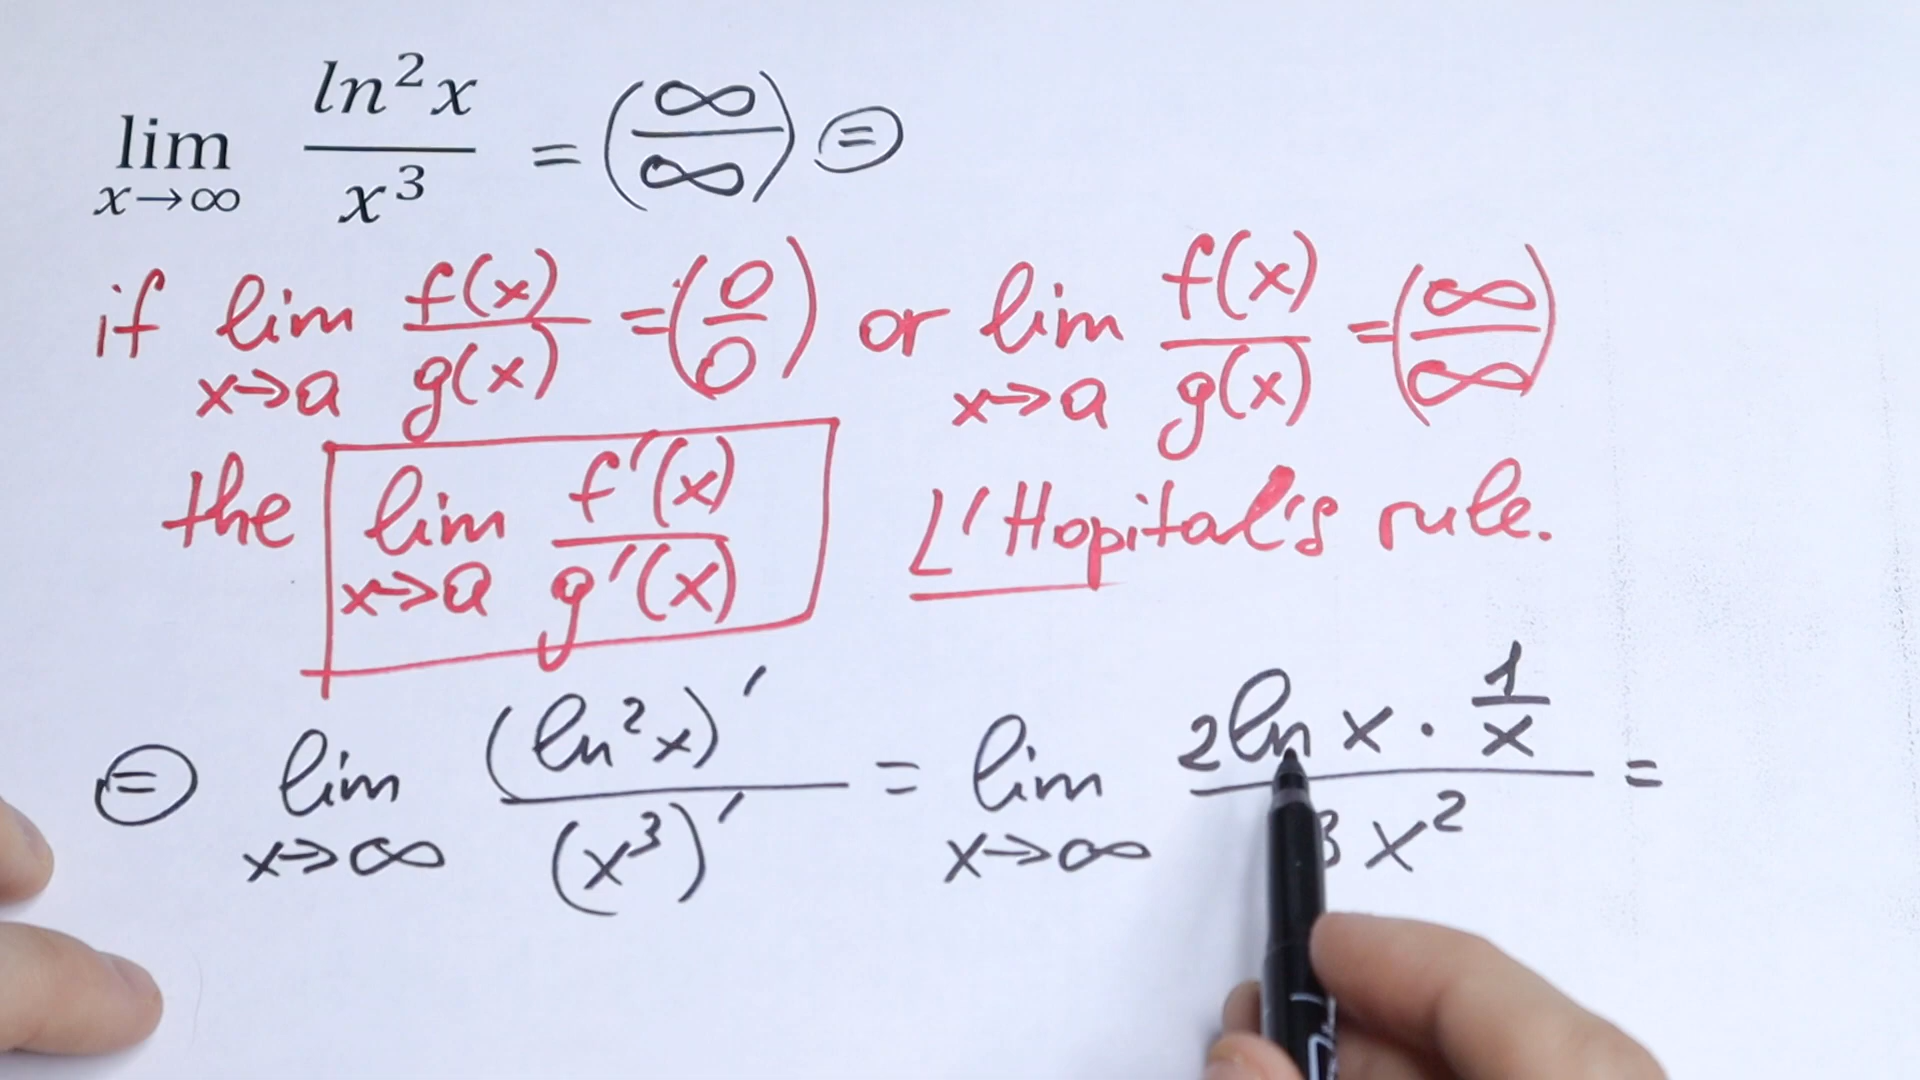 lim x→∞ ln²x / x³ = (∞/∞) =
if lim x→a f(x)/g(x) = (0/0) or lim x→a f(x)/g(x) = (∞/∞)
the lim x→a f'(x)/g'(x) L'Hopital's rule.
= lim x→∞ (ln²x)' / (x³)' = lim x→∞ 2lnx · 1/x / 3x² =